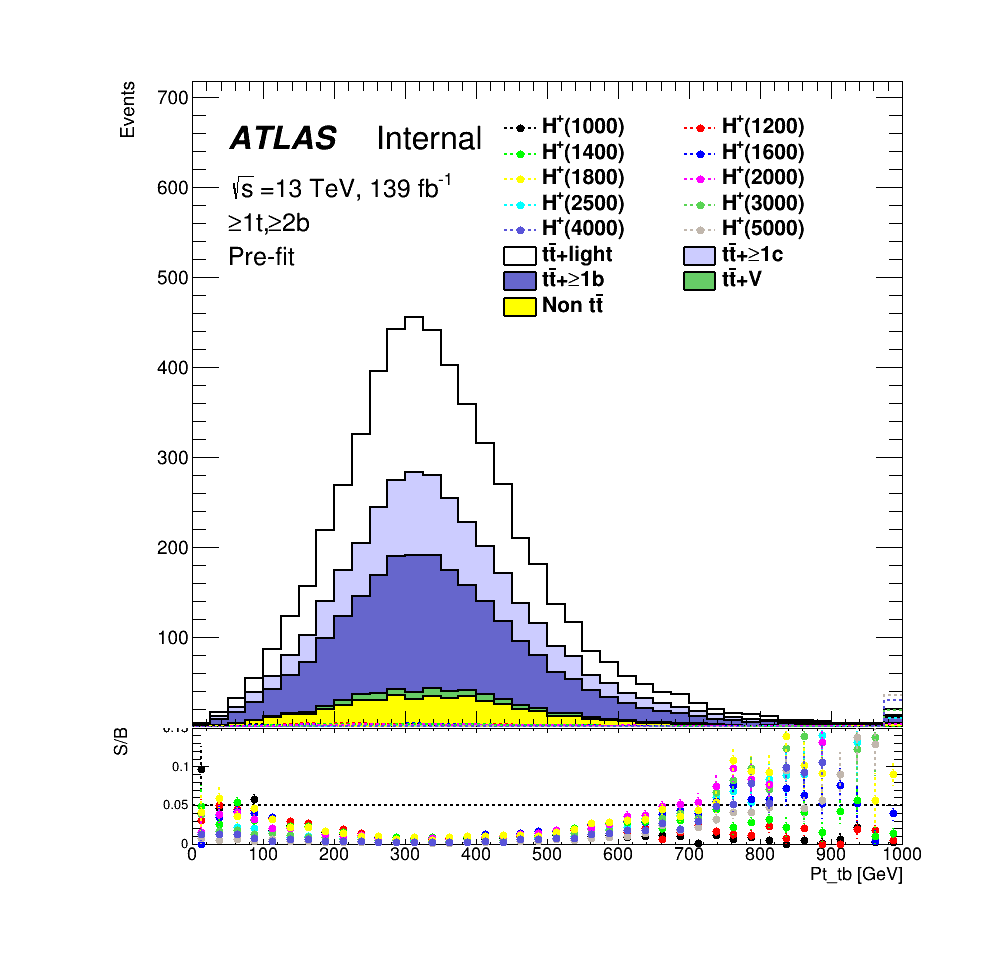 Events
700
600
500
400
300
200
100
ATLAS Internal
√s =13 TeV, 139 fb⁻¹
≥1t,≥2b
Pre-fit
H⁺(1000) H⁺(1200)
H⁺(1400) H⁺(1600)
H⁺(1800) H⁺(2000)
H⁺(2500) H⁺(3000)
H⁺(4000) H⁺(5000)
tt̄+light tt̄+≥1c
tt̄+≥1b tt̄+V
Non tt̄
S/B
0.15
0.1
0.05
0
0 100 200 300 400 500 600 700 800 900 1000
Pt_tb [GeV]